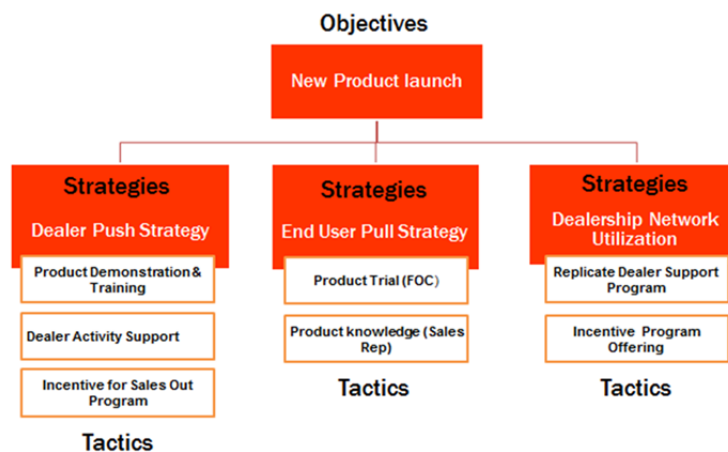 Objectives
New Product launch
Strategies
Dealer Push Strategy
Product Demonstration &
Training
Dealer Activity Support
Incentive for Sales Out
Program
Tactics
Strategies
End User Pull Strategy
Product Trial (FOC)
Product knowledge (Sales
Rep)
Tactics
Strategies
Dealership Network
Utilization
Replicate Dealer Support
Program
Incentive Program
Offering
Tactics